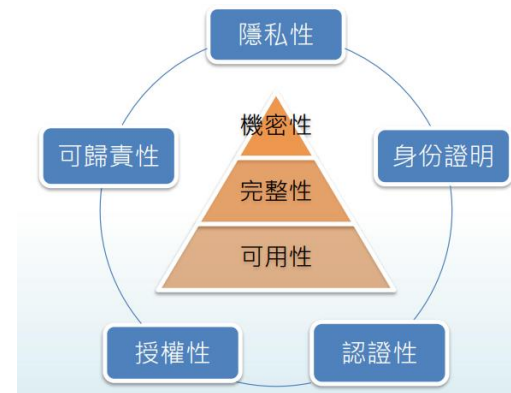 隱私性
機密性
可歸責性
身份證明
完整性
可用性
授權性
認證性